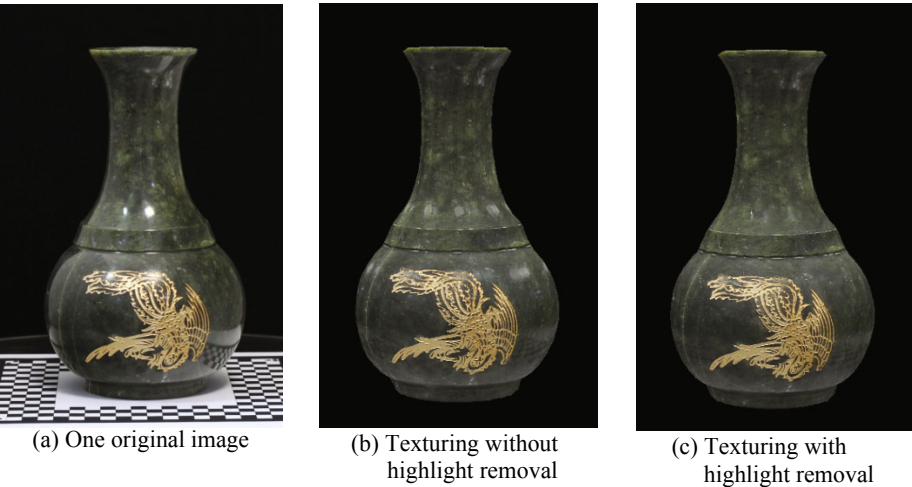 (a) One original image
(b) Texturing without
highlight removal
(c) Texturing with
highlight removal